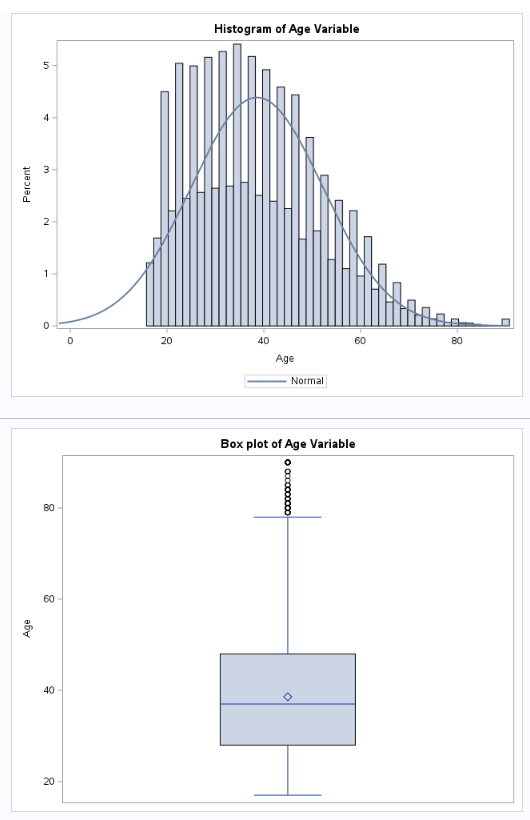 Histogram of Age Variable
5
4
3
2
1
0
Percent
0 20 40 60 80
Age
Normal
Box plot of Age Variable
80
60
40
20
Age